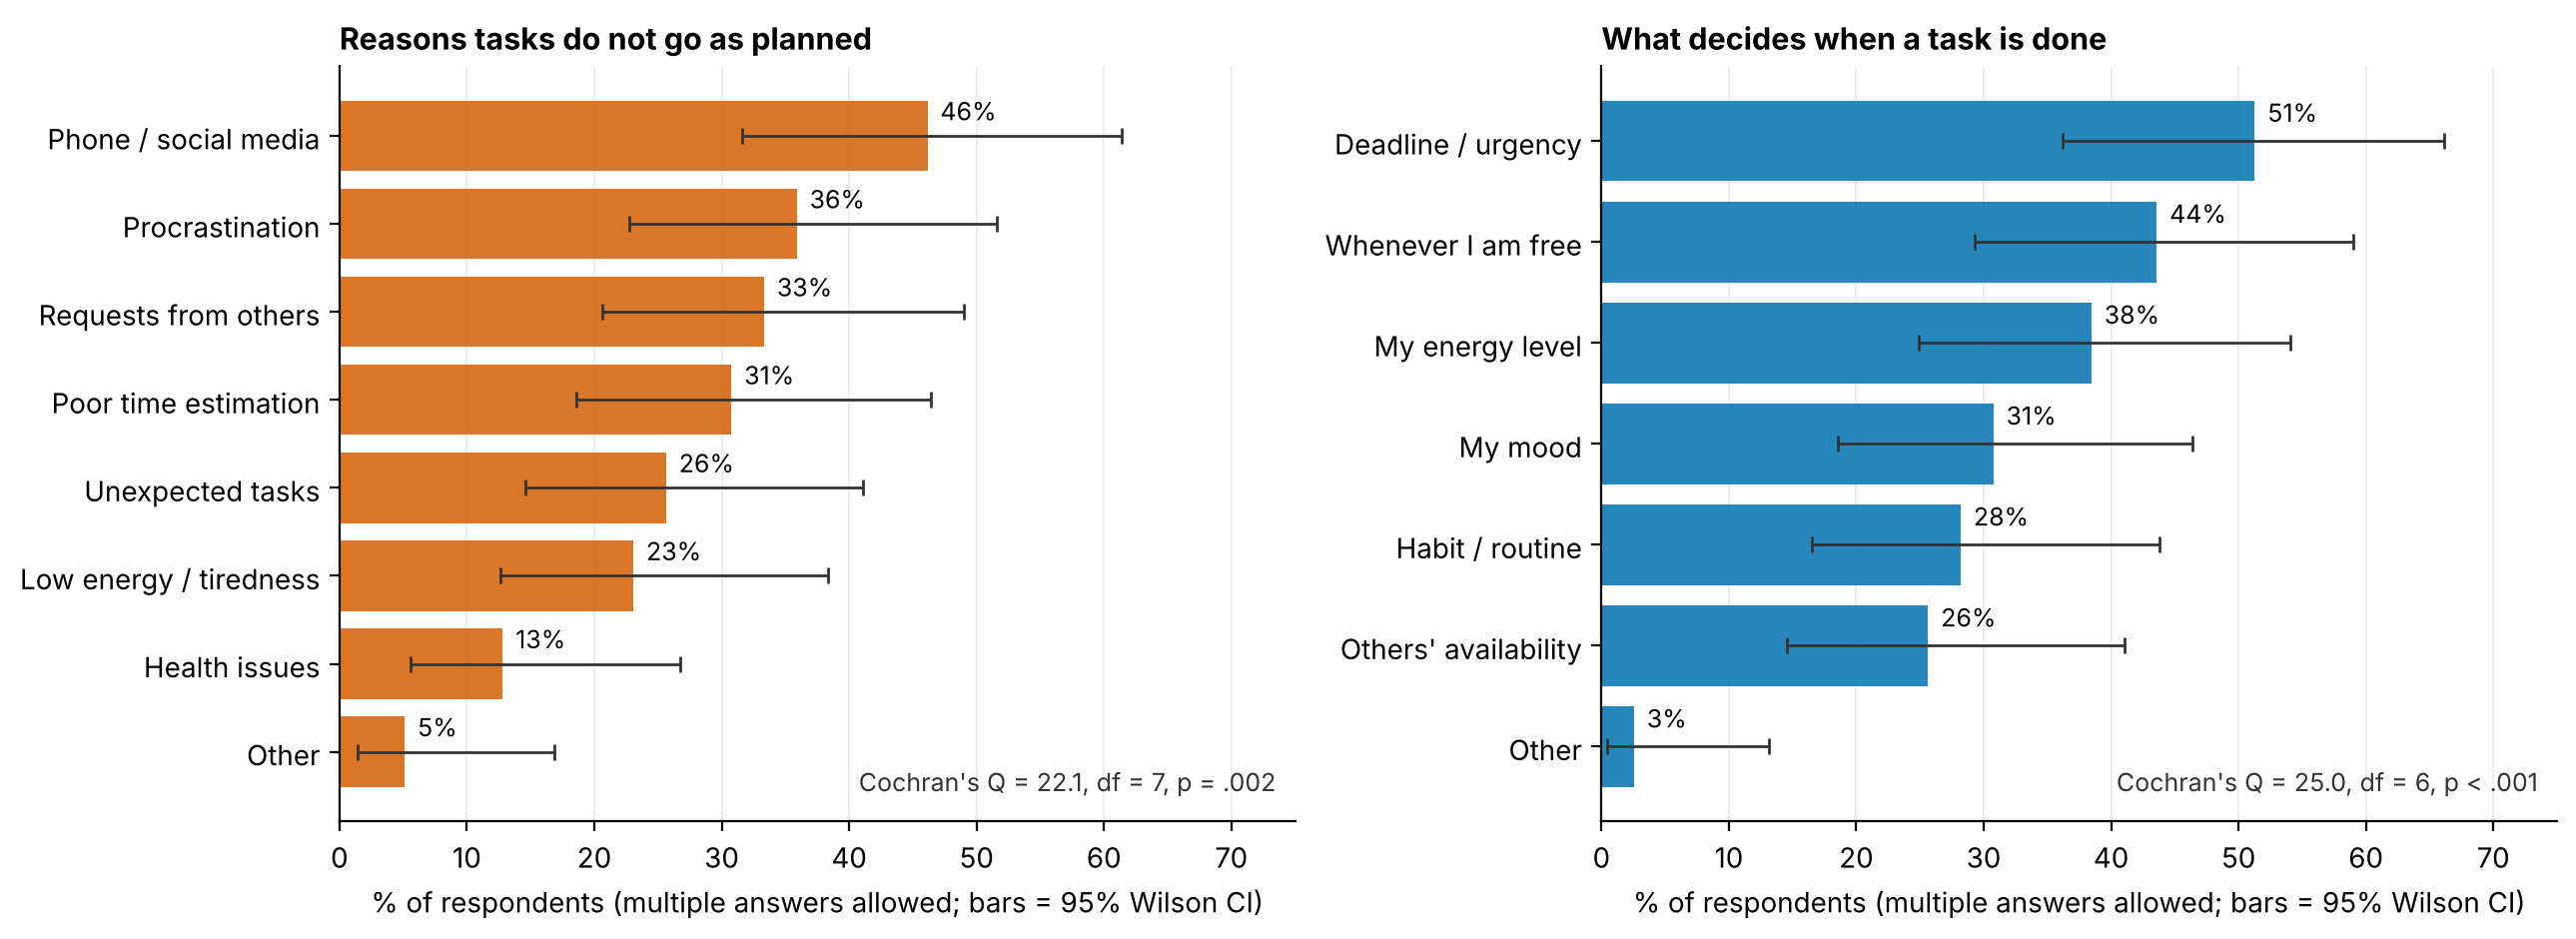 Reasons tasks do not go as planned
Phone / social media
46%
Procrastination
36%
Requests from others
33%
Poor time estimation
31%
Unexpected tasks
26%
Low energy / tiredness
23%
Health issues
13%
Other
5%
Cochran's Q = 22.1, df = 7, p = .002
0 10 20 30 40 50 60 70
% of respondents (multiple answers allowed; bars = 95% Wilson CI)
What decides when a task is done
Deadline / urgency
51%
Whenever I am free
44%
My energy level
38%
My mood
31%
Habit / routine
28%
Others' availability
26%
Other
3%
Cochran's Q = 25.0, df = 6, p < .001
0 10 20 30 40 50 60 70
% of respondents (multiple answers allowed; bars = 95% Wilson CI)